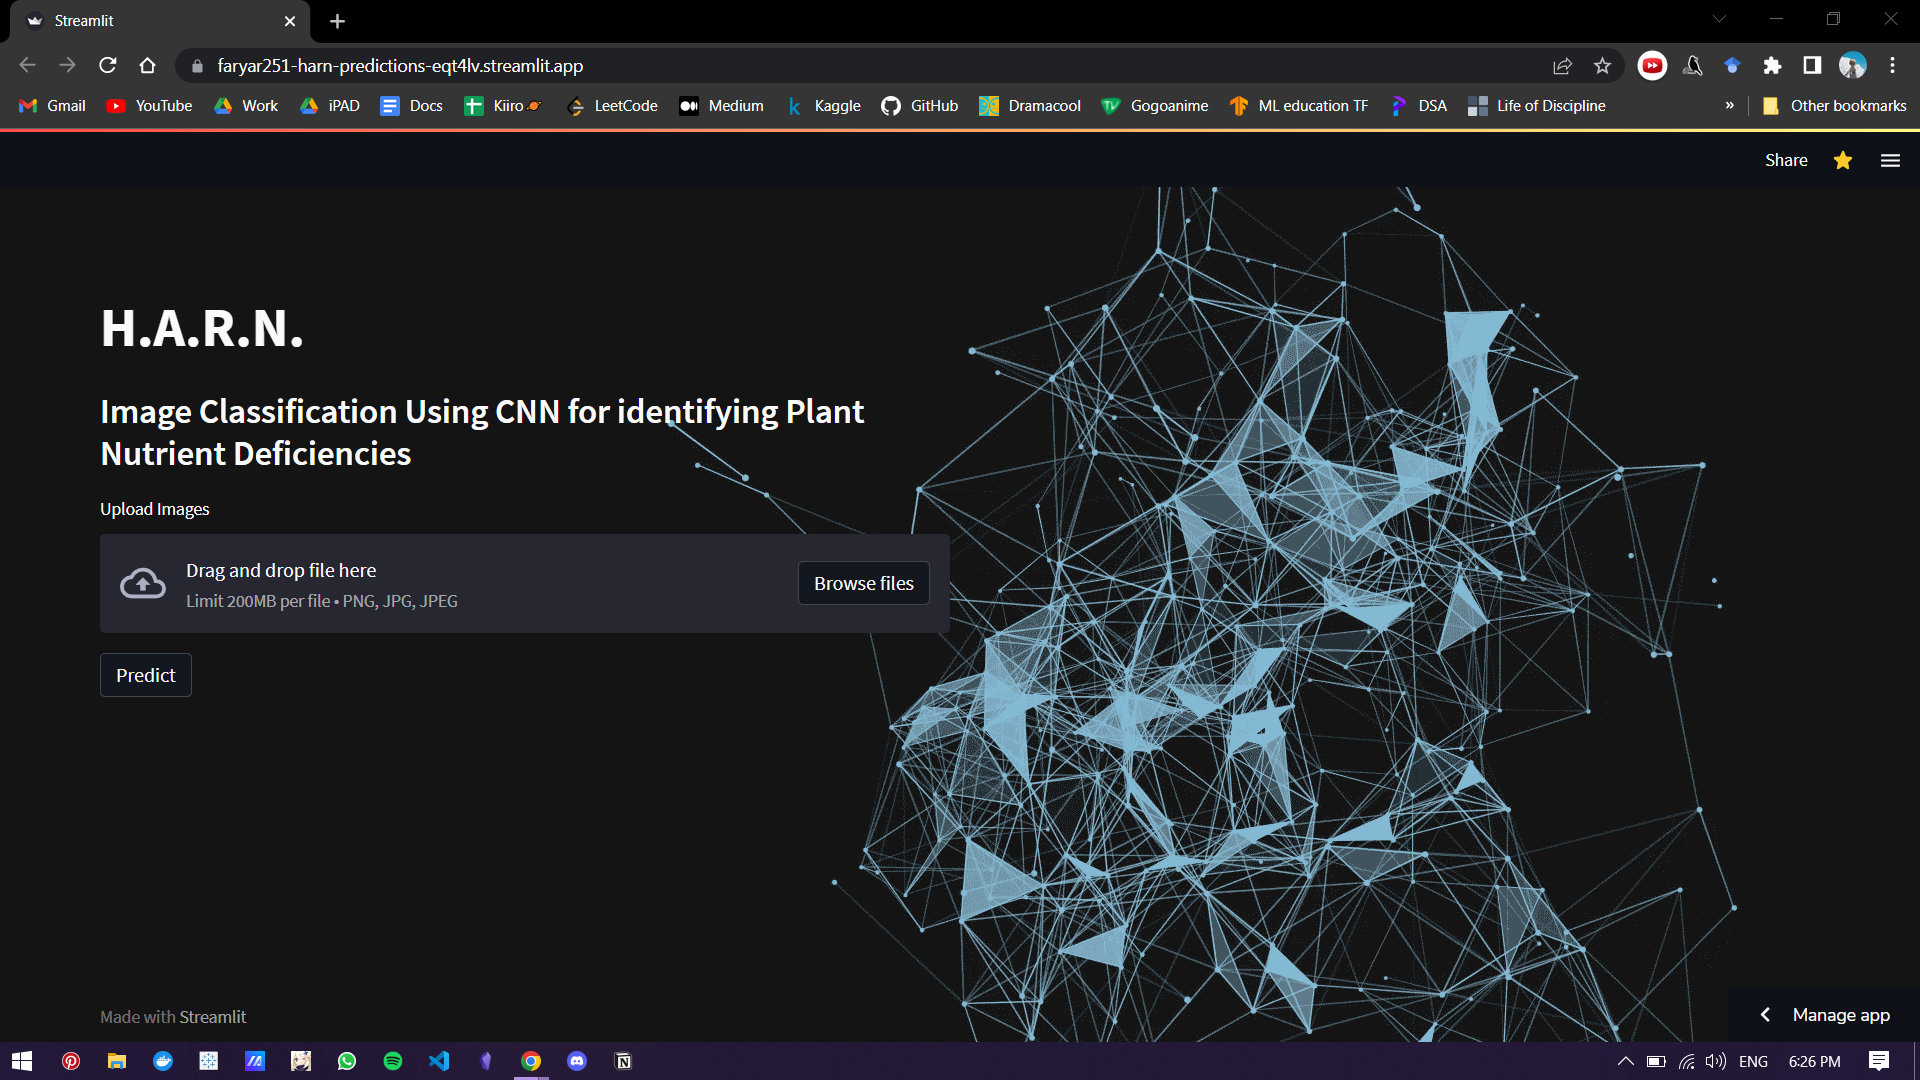 Streamlit
faryar251-harn-predictions-eqt4lv.streamlit.app
Gmail YouTube Work iPAD Docs Kiiro LeetCode Medium Kaggle GitHub Dramacool Gogoanime ML education TF DSA Life of Discipline » Other bookmarks
Share
H.A.R.N.
Image Classification Using CNN for identifying Plant
Nutrient Deficiencies
Upload Images
Drag and drop file here
Limit 200MB per file • PNG, JPG, JPEG
Browse files
Predict
Made with Streamlit
Manage app
ENG 6:26 PM